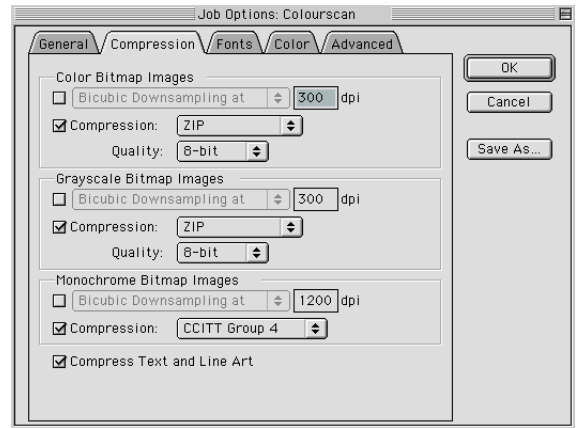 Job Options: Colourscan
General Compression Fonts Color Advanced
Color Bitmap Images
Bicubic Downsampling at 300 dpi
Compression: ZIP
Quality: 8-bit
Grayscale Bitmap Images
Bicubic Downsampling at 300 dpi
Compression: ZIP
Quality: 8-bit
Monochrome Bitmap Images
Bicubic Downsampling at 1200 dpi
Compression: CCITT Group 4
Compress Text and Line Art
OK
Cancel
Save As...